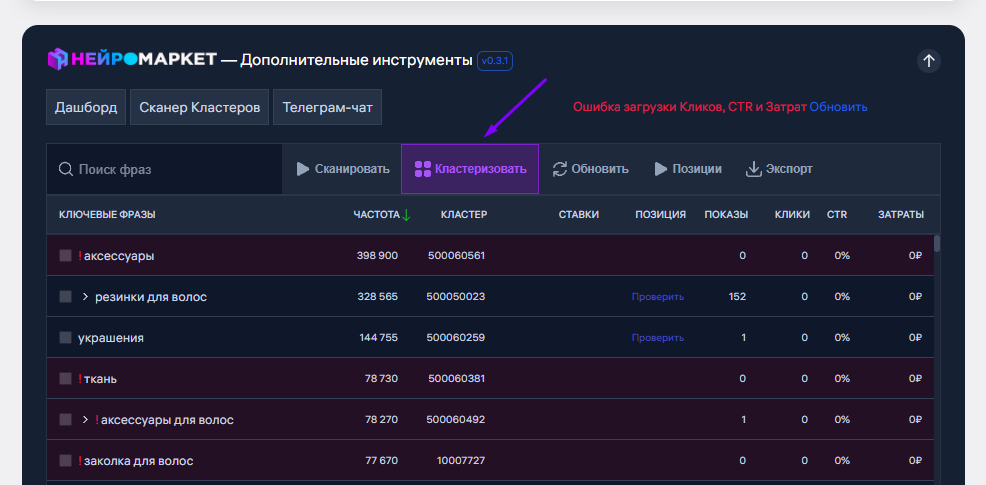 НЕЙРОМАРКЕТ — Дополнительные инструменты v0.3.1
Дашборд Сканер Кластеров Телеграм-чат Ошибка загрузки Кликов, CTR и Затрат Обновить
Поиск фраз Сканировать Кластеризовать Обновить Позиции Экспорт
КЛЮЧЕВЫЕ ФРАЗЫ ЧАСТОТА КЛАСТЕР СТАВКИ ПОЗИЦИЯ ПОКАЗЫ КЛИКИ CTR ЗАТРАТЫ
! аксессуары 398 900 500060561 0 0 0% 0₽
резинки для волос 328 565 500050023 Проверить 152 0 0% 0₽
украшения 144 755 500060259 Проверить 1 0 0% 0₽
! ткань 78 730 500060381 0 0 0% 0₽
! аксессуары для волос 78 270 500060492 1 0 0% 0₽
! заколка для волос 77 670 10007727 0 0 0% 0₽